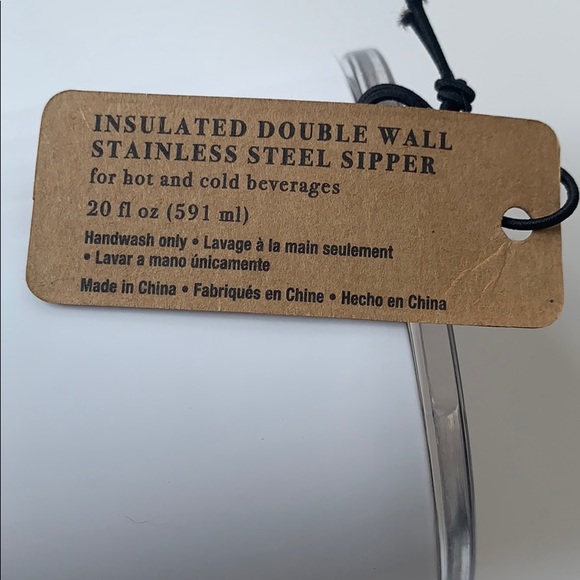 INSULATED DOUBLE WALL
STAINLESS STEEL SIPPER
for hot and cold beverages
20 fl oz (591 ml)
Handwash only • Lavage à la main seulement
• Lavar a mano únicamente
Made in China • Fabriqués en Chine • Hecho en China